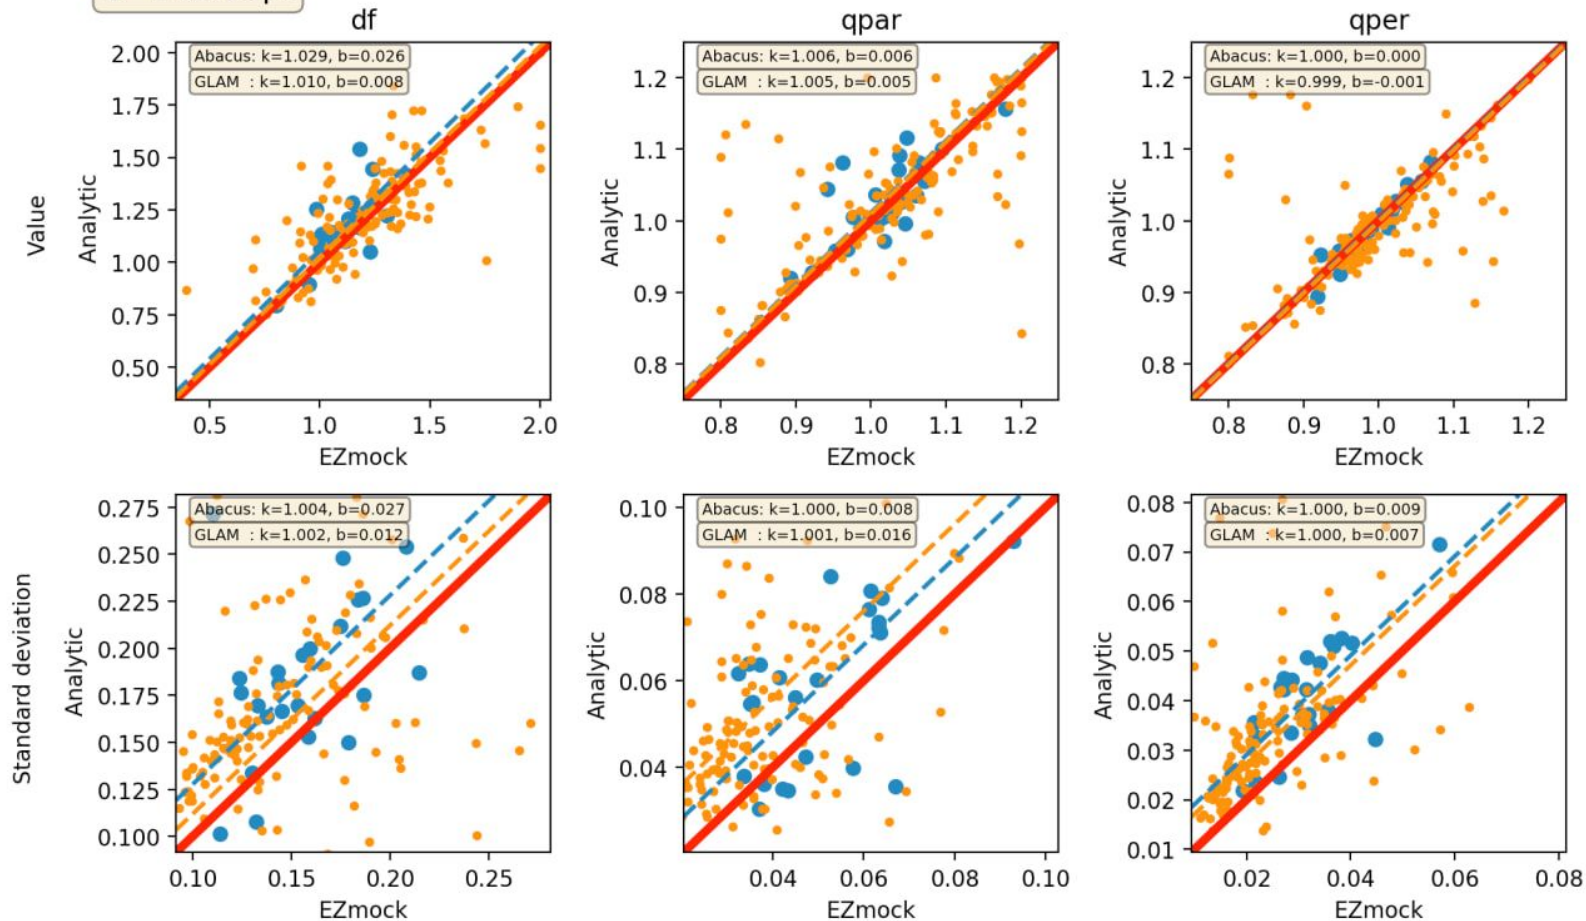 df
qpar
qper
Value
Analytic
2.00
1.75
1.50
1.25
1.00
0.75
0.50
Abacus: k=1.029, b=0.026
GLAM : k=1.010, b=0.008
0.5
1.0
1.5
2.0
EZmock
Analytic
1.2
1.1
1.0
0.9
0.8
Abacus: k=1.006, b=0.006
GLAM : k=1.005, b=0.005
0.8
0.9
1.0
1.1
1.2
EZmock
Analytic
1.2
1.1
1.0
0.9
0.8
Abacus: k=1.000, b=0.000
GLAM : k=0.999, b=-0.001
0.8
0.9
1.0
1.1
1.2
EZmock
Standard deviation
Analytic
0.275
0.250
0.225
0.200
0.175
0.150
0.125
0.100
Abacus: k=1.004, b=0.027
GLAM : k=1.002, b=0.012
0.10
0.15
0.20
0.25
EZmock
Analytic
0.10
0.08
0.06
0.04
Abacus: k=1.000, b=0.008
GLAM : k=1.001, b=0.016
0.04
0.06
0.08
0.10
EZmock
Analytic
0.08
0.07
0.06
0.05
0.04
0.03
0.02
0.01
Abacus: k=1.000, b=0.009
GLAM : k=1.000, b=0.007
0.02
0.04
0.06
0.08
EZmock